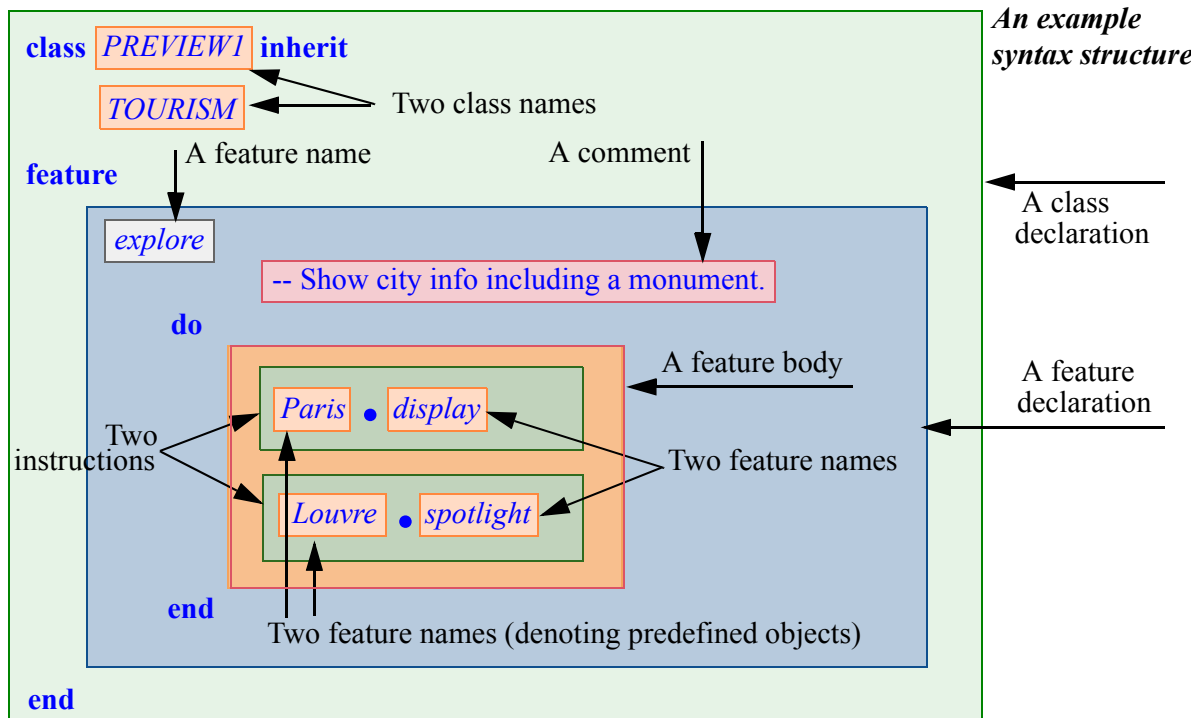 An example
syntax structure
class PREVIEW1 inherit
TOURISM
Two class names
A feature name
A comment
feature
A class
declaration
explore
-- Show city info including a monument.
do
A feature body
A feature
declaration
Paris • display
Two
instructions
Two feature names
Louvre • spotlight
end
Two feature names (denoting predefined objects)
end